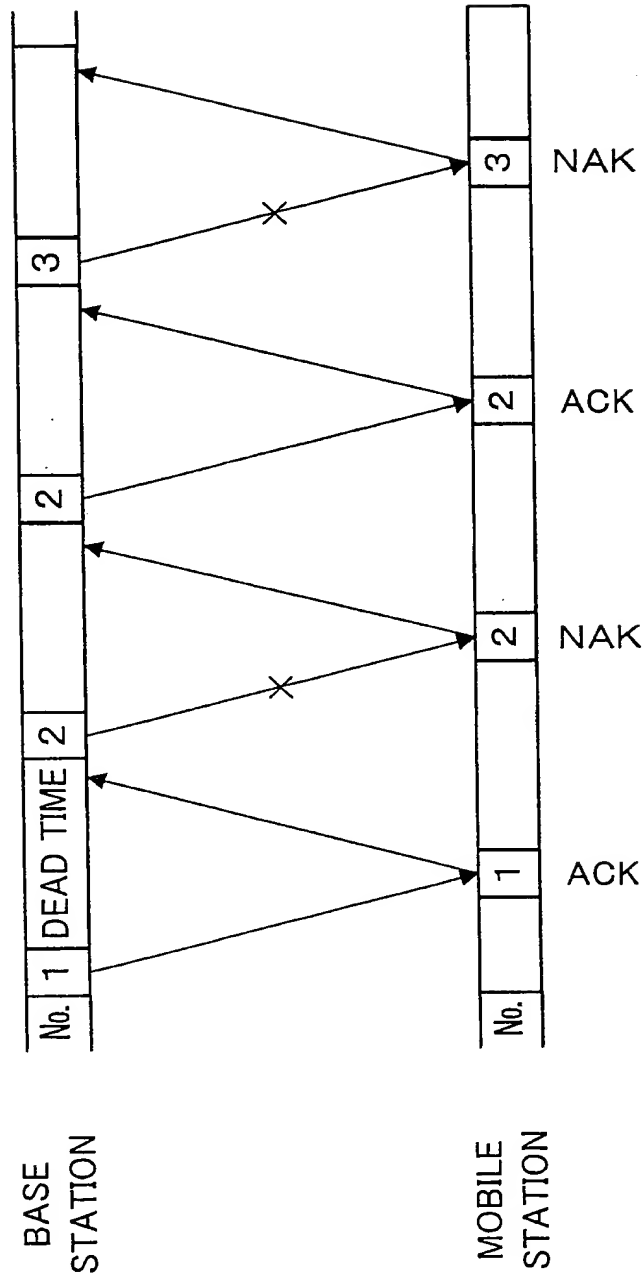 BASE
STATION
No. 1 DEAD TIME 2 2 3
MOBILE
STATION
No. 1 2 2 3
ACK NAK ACK NAK